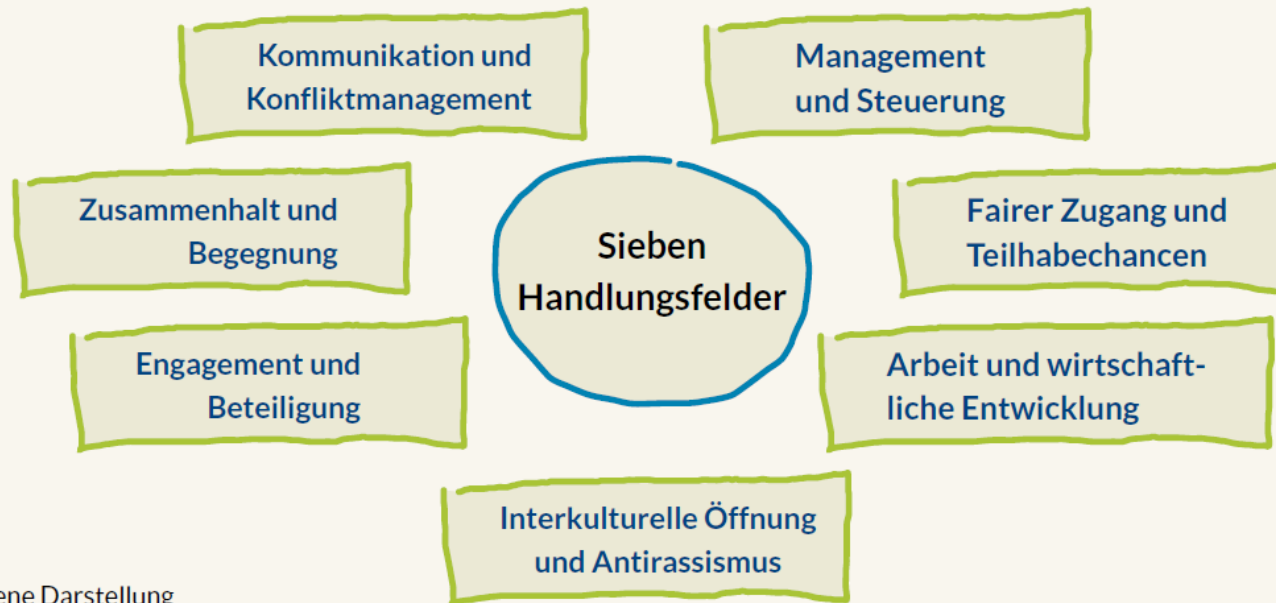 Kommunikation und
Konfliktmanagement
Management
und Steuerung
Zusammenhalt und
Begegnung
Sieben
Handlungsfelder
Fairer Zugang und
Teilhabechancen
Engagement und
Beteiligung
Arbeit und wirtschaft-
liche Entwicklung
Interkulturelle Öffnung
und Antirassismus
Darstellung